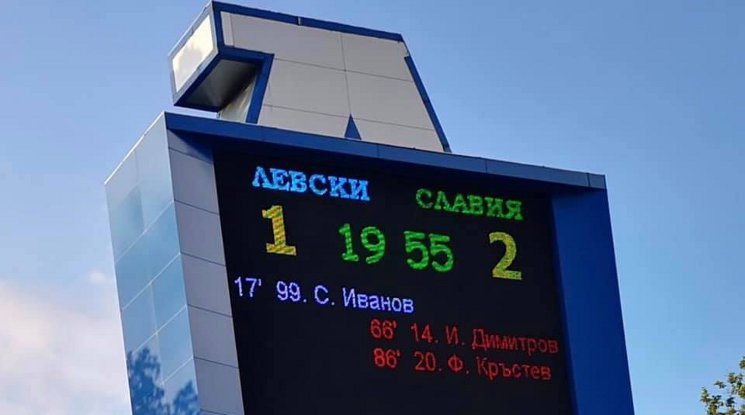 ЛЕВСКИ СЛАВИЯ
1 19 55 2
17' 99. С. Иванов
66' 14. И. Димитров
86' 20. Ф. Кръстев